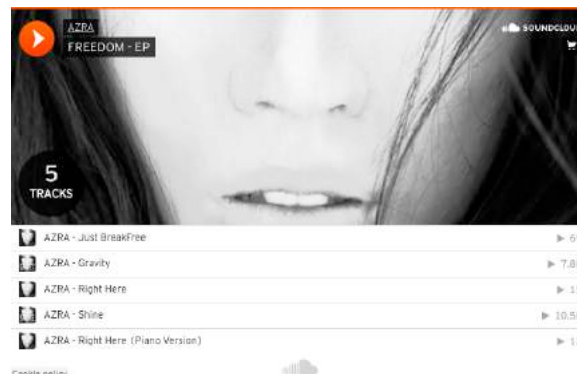 AZRA
FREEDOM - EP
SOUNDCLOUD
5
TRACKS
AZRA - Just BreakFree
AZRA - Gravity
AZRA - Right Here
AZRA - Shine
AZRA - Right Here (Piano Version)
Cookie policy